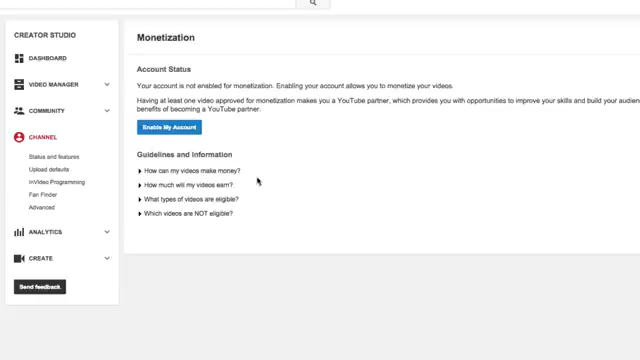 CREATOR STUDIO
DASHBOARD
VIDEO MANAGER
COMMUNITY
CHANNEL
Status and features
Upload defaults
InVideo Programming
Fan Finder
Advanced
ANALYTICS
CREATE
Send feedback
Monetization
Account Status
Your account is not enabled for monetization. Enabling your account allows you to monetize your videos.
Having at least one video approved for monetization makes you a YouTube partner, which provides you with opportunities to improve your skills and build your
benefits of becoming a YouTube partner.
Enable My Account
Guidelines and Information
How can my videos make money?
How much will my videos earn?
What types of videos are eligible?
Which videos are NOT eligible?